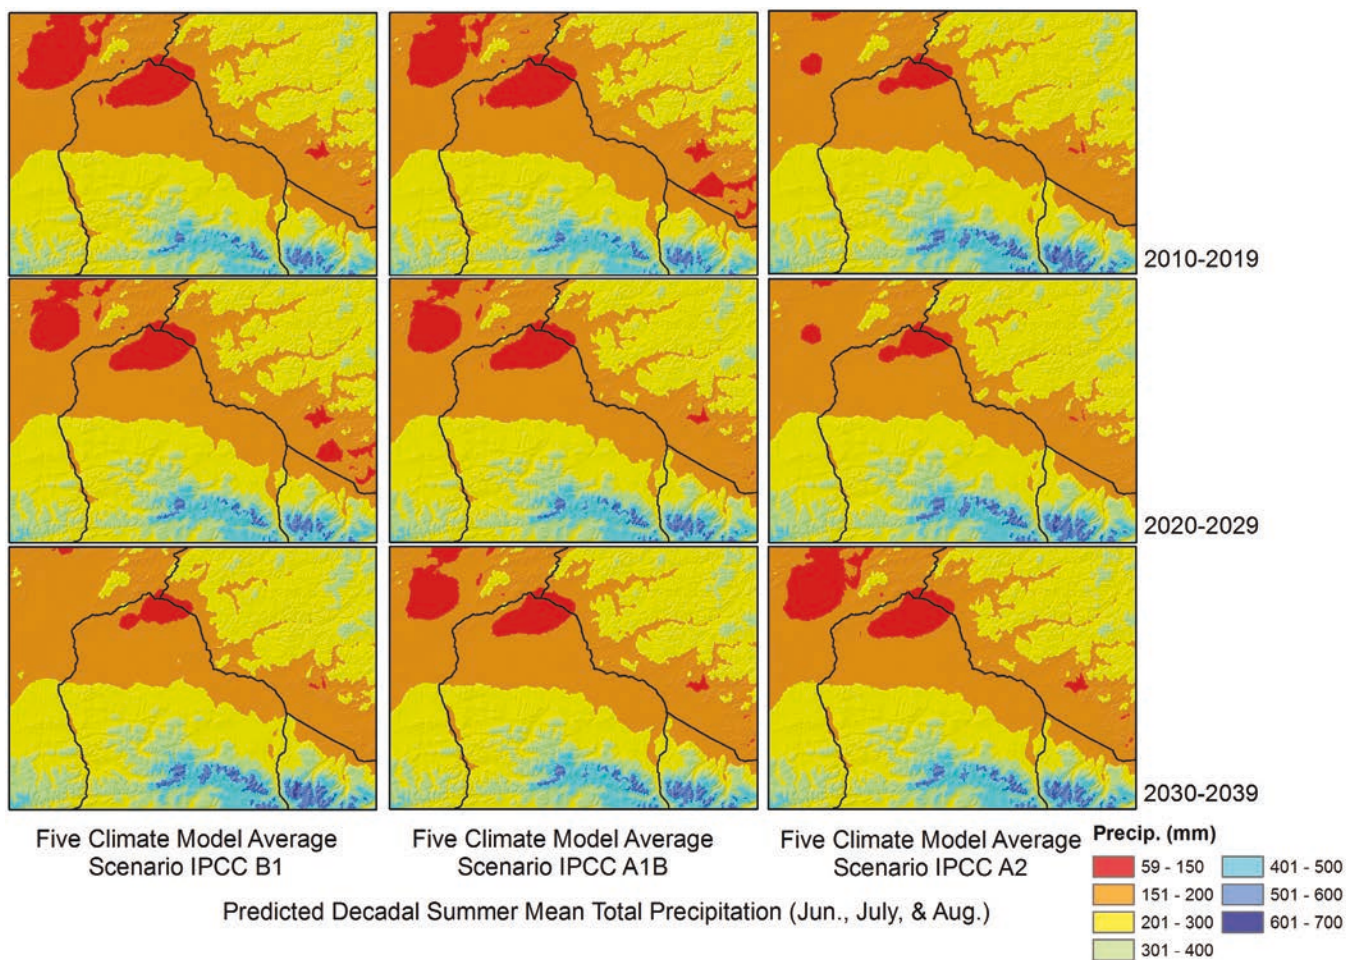 2010-2019
2020-2029
2030-2039
Five Climate Model Average
Scenario IPCC B1
Five Climate Model Average
Scenario IPCC A1B
Five Climate Model Average
Scenario IPCC A2
Predicted Decadal Summer Mean Total Precipitation (Jun., July, & Aug.)
Precip. (mm)
59 - 150
151 - 200
201 - 300
301 - 400
401 - 500
501 - 600
601 - 700